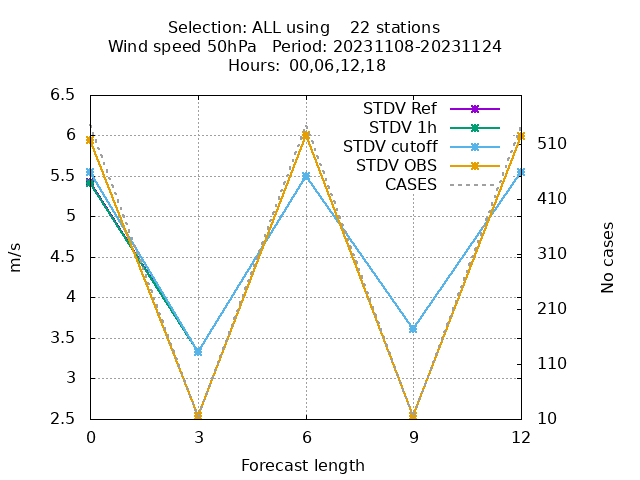 Selection: ALL using    22 stations
Wind speed 50hPa   Period: 20231108-20231124
Hours:  00,06,12,18
STDV Ref
STDV 1h
STDV cutoff
STDV OBS
CASES
6.5
6
5.5
5
4.5
4
3.5
3
2.5
m/s
510
410
310
210
110
10
No cases
0 3 6 9 12
Forecast length